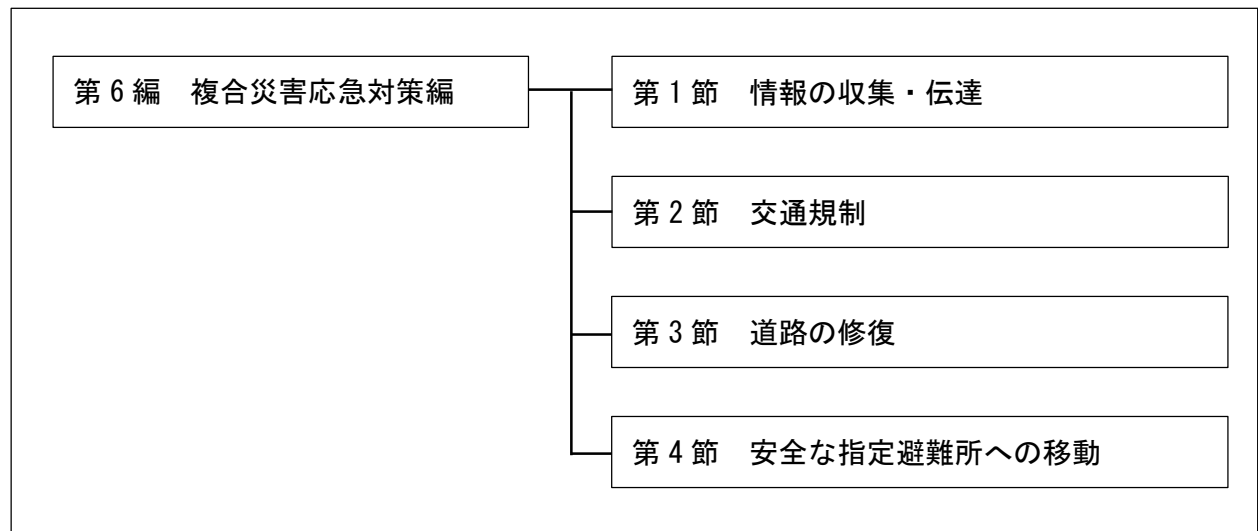 第6編　複合災害応急対策編
第1節　情報の収集・伝達
第2節　交通規制
第3節　道路の修復
第4節　安全な指定避難所への移動